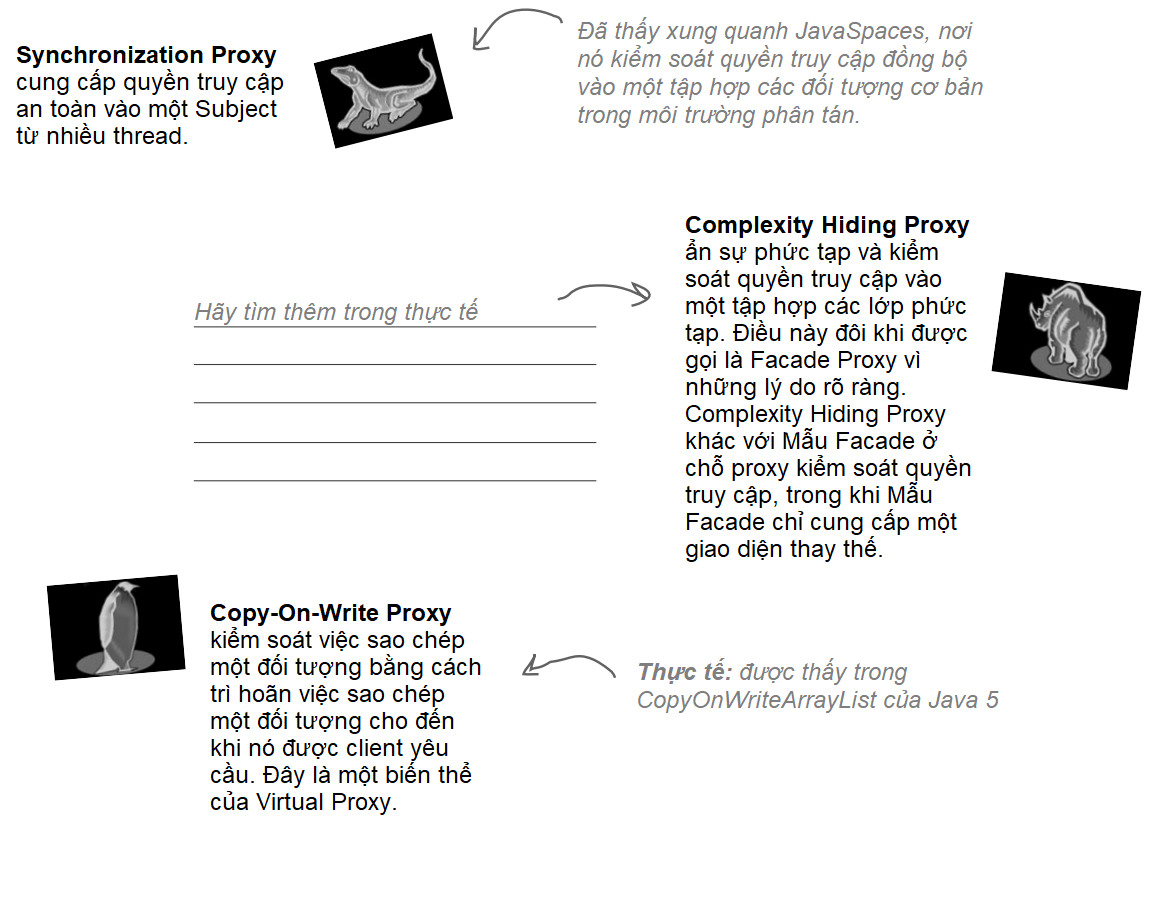 Synchronization Proxy
cung cấp quyền truy cập
an toàn vào một Subject
từ nhiều thread.
Đã thấy xung quanh JavaSpaces, nơi
nó kiểm soát quyền truy cập đồng bộ
vào một tập hợp các đối tượng cơ bản
trong môi trường phân tán.
Complexity Hiding Proxy
ẩn sự phức tạp và kiểm
soát quyền truy cập vào
một tập hợp các lớp phức
tạp. Điều này đôi khi được
gọi là Facade Proxy vì
những lý do rõ ràng.
Complexity Hiding Proxy
khác với Mẫu Facade ở
chỗ proxy kiểm soát quyền
truy cập, trong khi Mẫu
Facade chỉ cung cấp một
giao diện thay thế.
Hãy tìm thêm trong thực tế
Copy-On-Write Proxy
kiểm soát việc sao chép
một đối tượng bằng cách
trì hoãn việc sao chép
một đối tượng cho đến
khi nó được client yêu
cầu. Đây là một biến thể
của Virtual Proxy.
Thực tế: được thấy trong
CopyOnWriteArrayList của Java 5